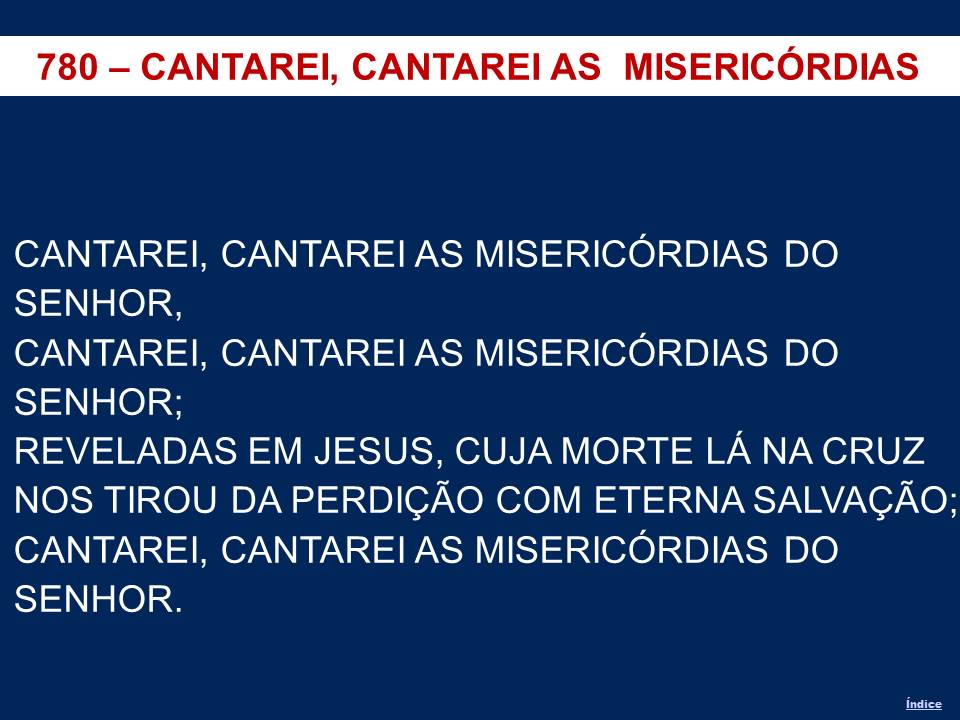 780 – CANTAREI, CANTAREI AS MISERICÓRDIAS
CANTAREI, CANTAREI AS MISERICÓRDIAS DO
SENHOR,
CANTAREI, CANTAREI AS MISERICÓRDIAS DO
SENHOR;
REVELADAS EM JESUS, CUJA MORTE LÁ NA CRUZ
NOS TIROU DA PERDIÇÃO COM ETERNA SALVAÇÃO;
CANTAREI, CANTAREI AS MISERICÓRDIAS DO
SENHOR.
Índice